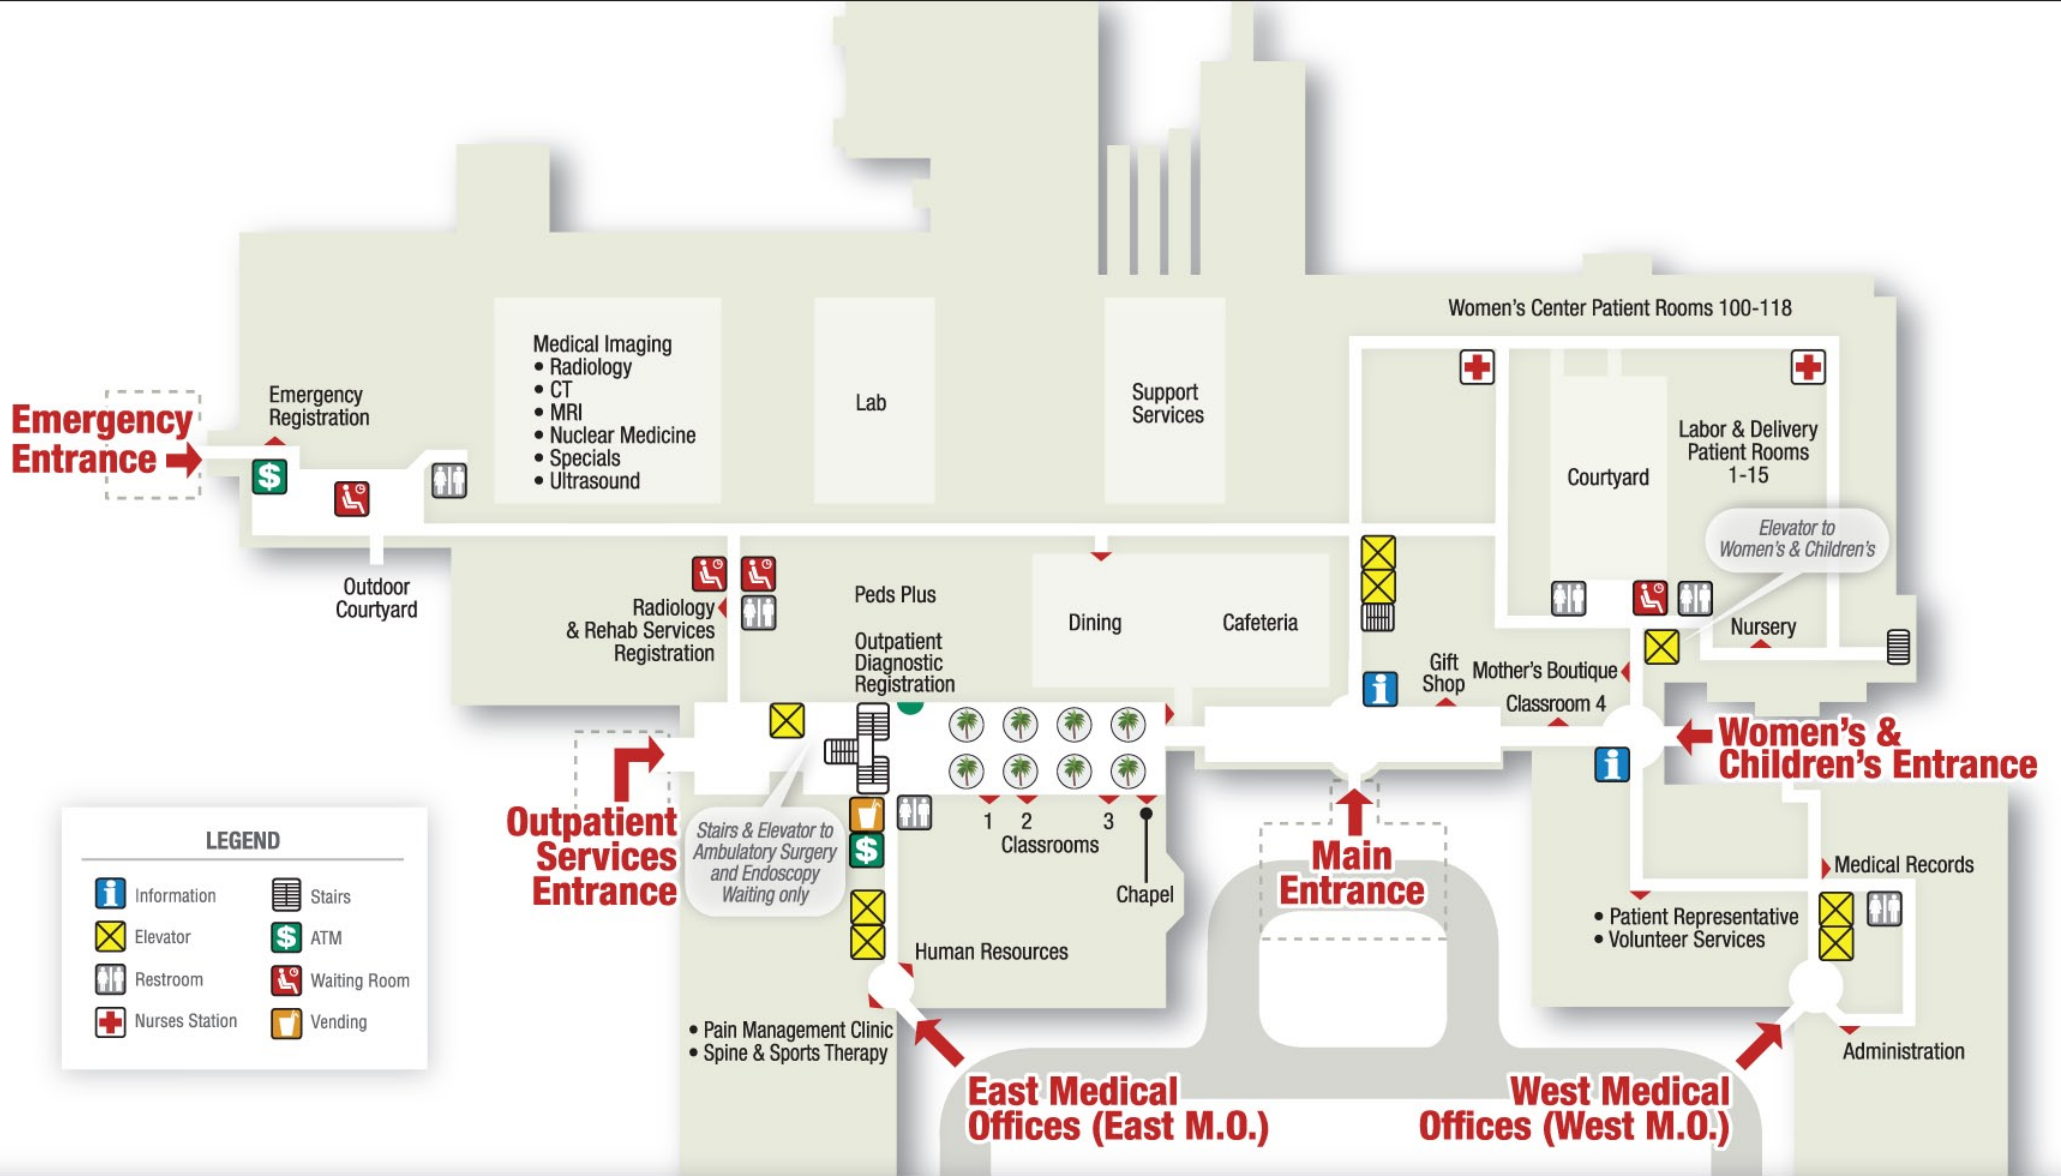 Women's Center Patient Rooms 100-118
Medical Imaging
• Radiology
• CT
• MRI
• Nuclear Medicine
• Specials
• Ultrasound
Lab
Support
Services
Emergency
Registration
Emergency
Entrance
$
Labor & Delivery
Patient Rooms
1-15
Courtyard
Elevator to
Women's & Children's
Outdoor
Courtyard
Radiology
& Rehab Services
Registration
Peds Plus
Outpatient
Diagnostic
Registration
Dining
Cafeteria
Nursery
Gift
Shop
Mother's Boutique
Classroom 4
i
i
Women's &
Children's Entrance
Outpatient
Services
Entrance
Stairs & Elevator to
Ambulatory Surgery
and Endoscopy
Waiting only
$
1 2 3
Classrooms
Chapel
Main
Entrance
Medical Records
• Patient Representative
• Volunteer Services
Human Resources
• Pain Management Clinic
• Spine & Sports Therapy
Administration
East Medical
Offices (East M.O.)
West Medical
Offices (West M.O.)
LEGEND
i Information
Stairs
Elevator
$ ATM
Restroom
Waiting Room
Nurses Station
Vending